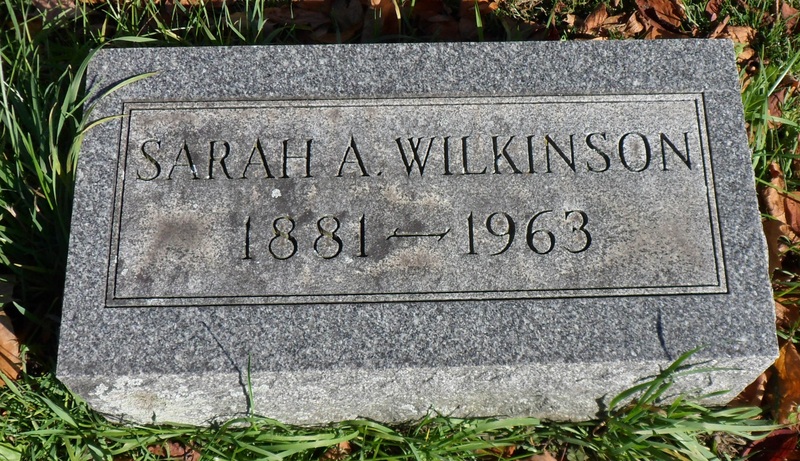 SARAH A. WILKINSON
1881 — 1963